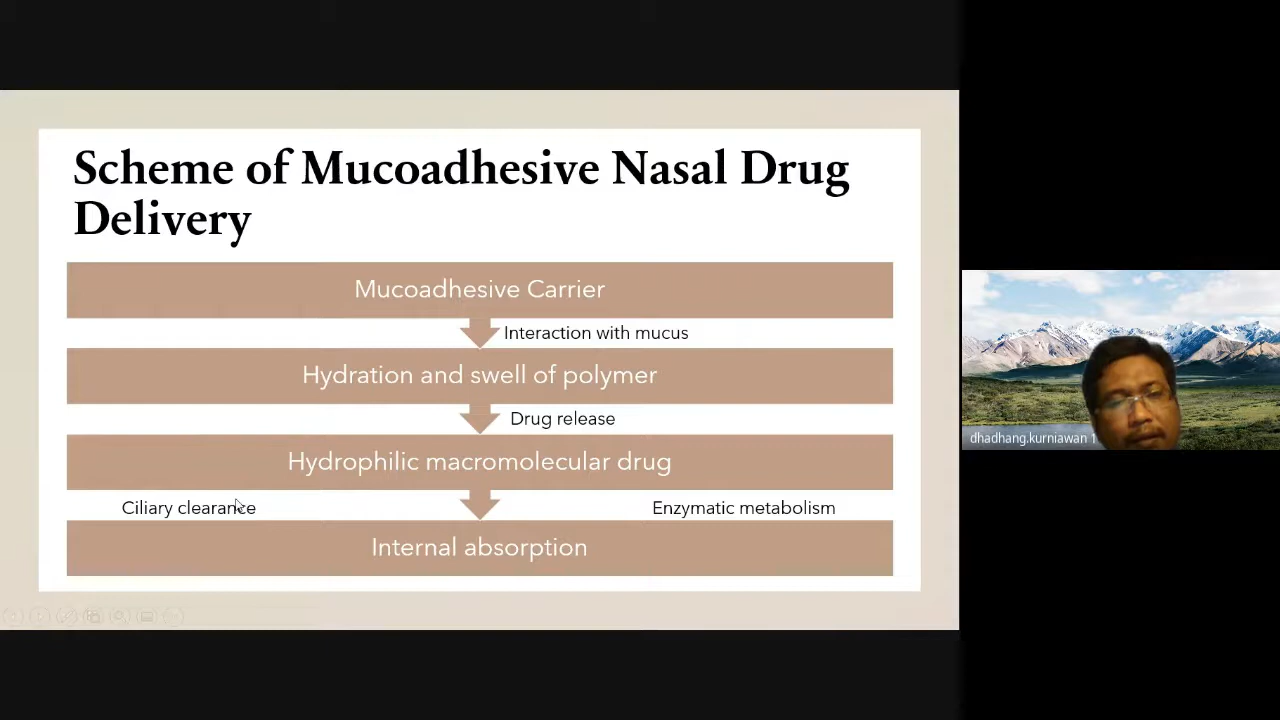 Scheme of Mucoadhesive Nasal Drug
Delivery
Mucoadhesive Carrier
Interaction with mucus
Hydration and swell of polymer
Drug release
Hydrophilic macromolecular drug
Ciliary clearance
Enzymatic metabolism
Internal absorption
dhadhang.kurniawan 1